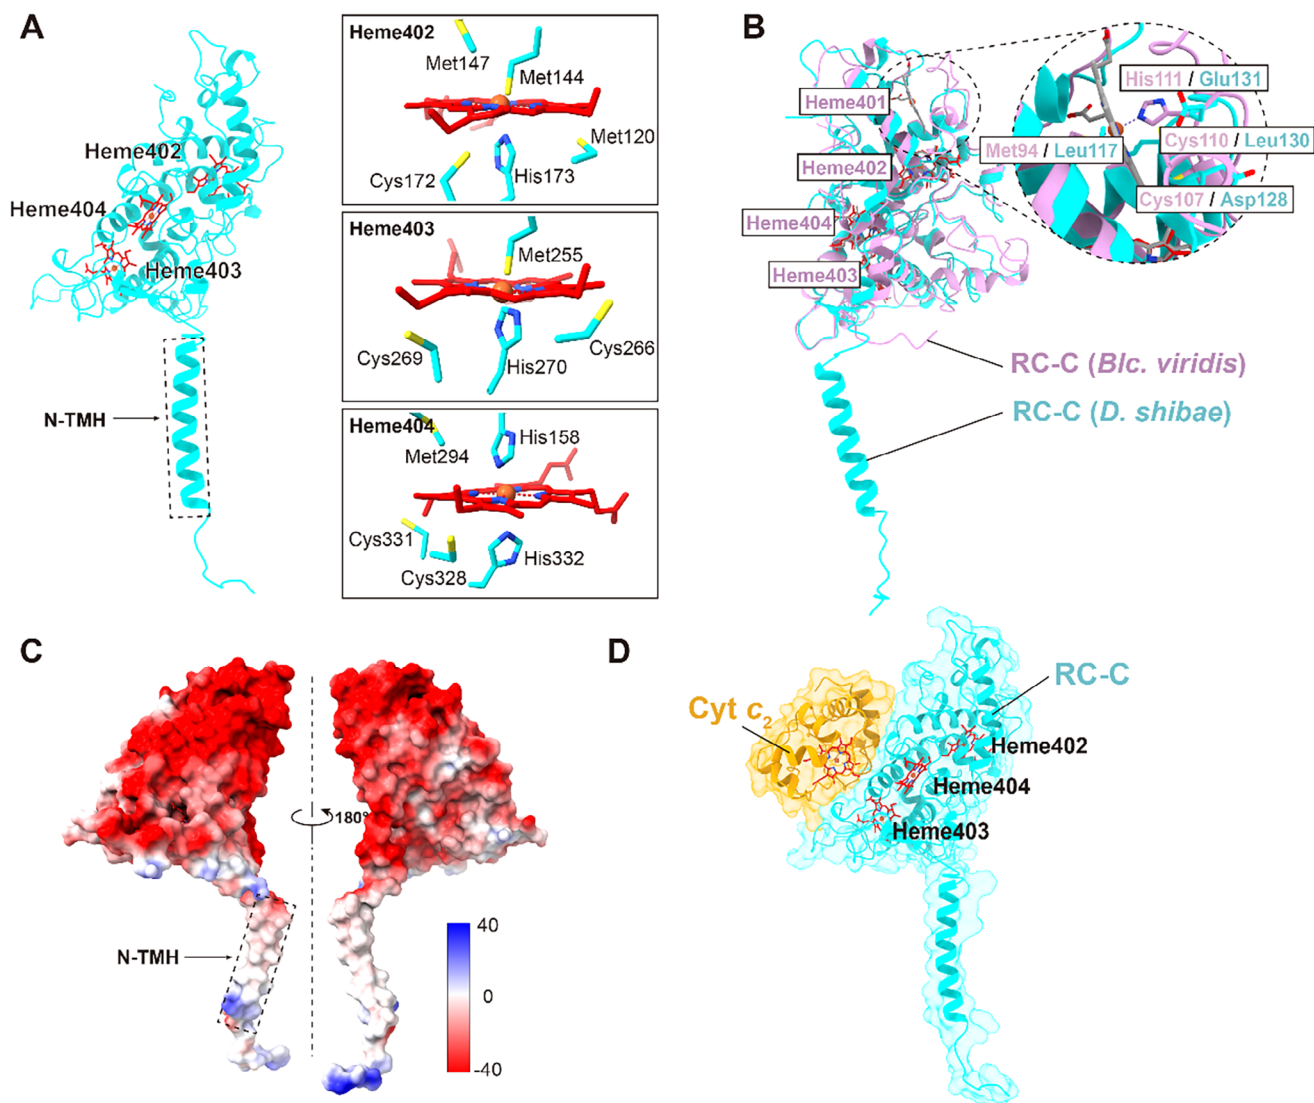 A
Heme402
Heme404
Heme403
N-TMH
Heme402
Met147
Met144
Met120
Cys172
His173
Heme403
Met255
Cys269
His270
Cys266
Heme404
His158
Met294
Cys331
Cys328
His332
B
Heme401
Heme402
Heme404
Heme403
His111 / Glu131
Met94 / Leu117
Cys110 / Leu130
Cys107 / Asp128
RC-C (Blc. viridis)
RC-C (D. shibae)
C
180°
N-TMH
40
0
-40
D
Cyt c2
RC-C
Heme402
Heme404
Heme403